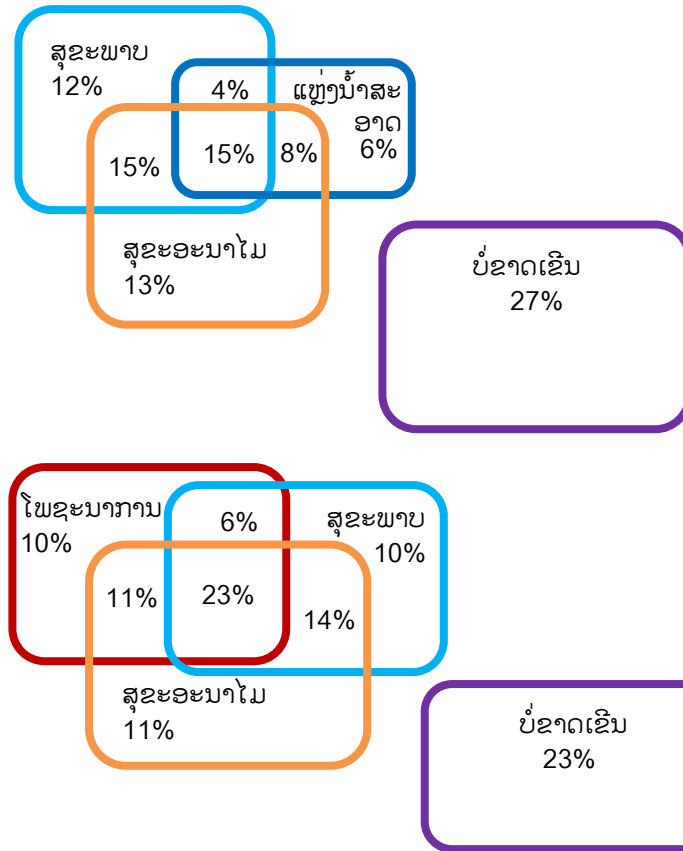 ສຸຂະພາບ
12%
4%
ແຫຼ່ງນ້ຳສະ
ອາດ
6%
15%
15%
8%
ສຸຂະອະນາໄມ
13%
ບໍ່ຂາດເຂີນ
27%
ໂພຊະນາການ
10%
6%
ສຸຂະພາບ
10%
11%
23%
14%
ສຸຂະອະນາໄມ
11%
ບໍ່ຂາດເຂີນ
23%